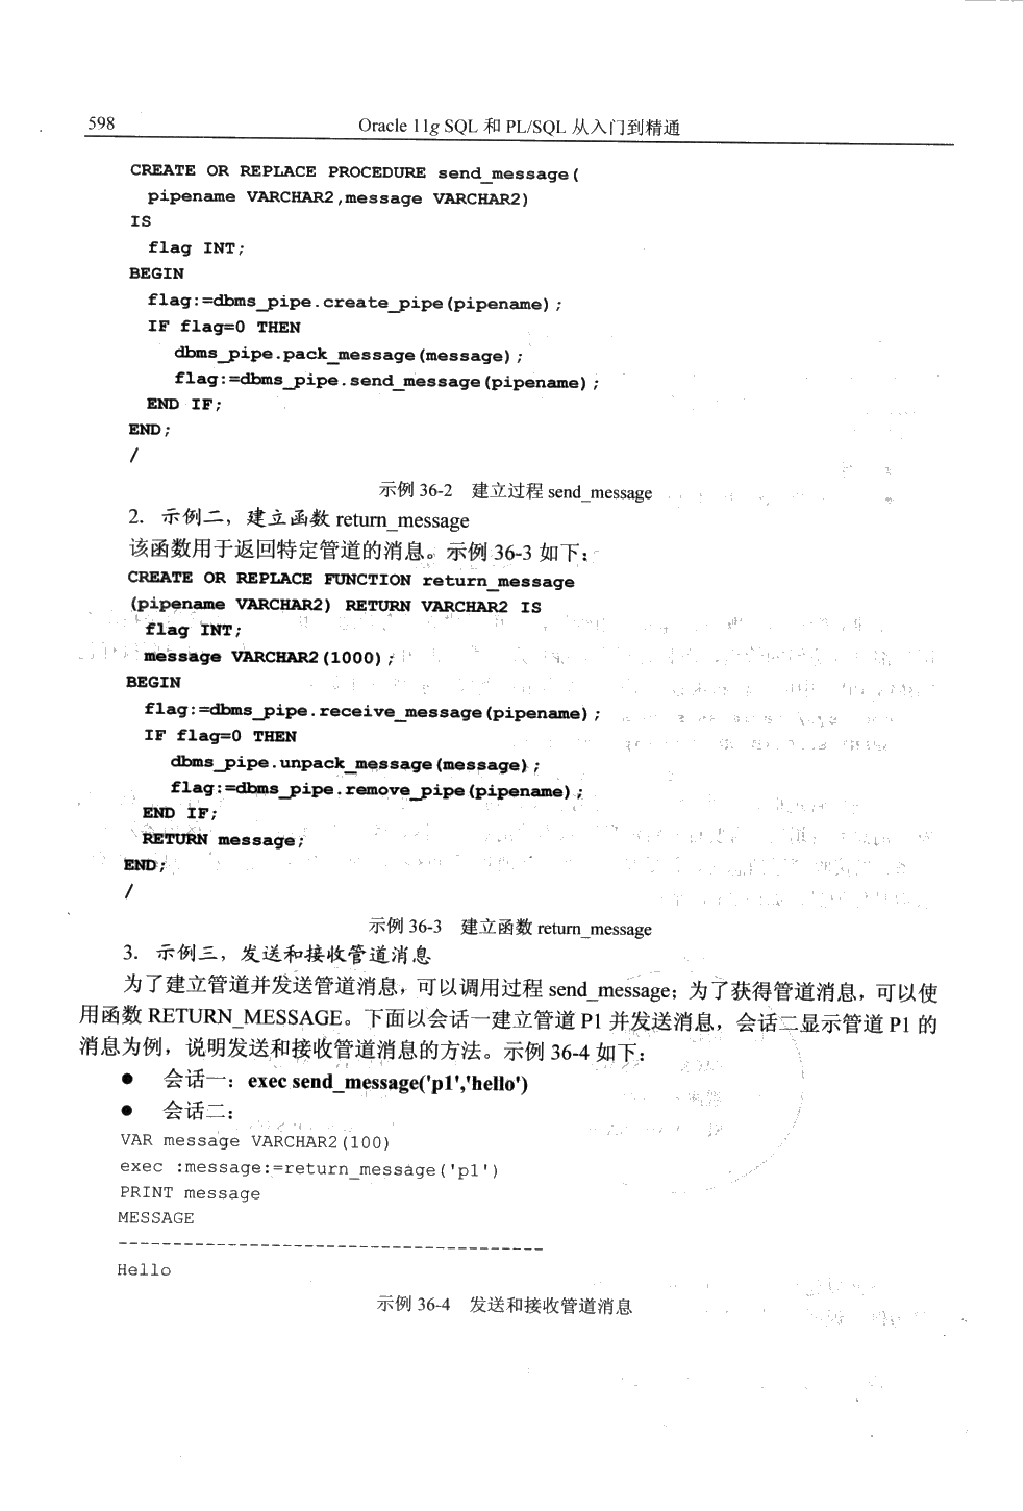 598
Oracle 11g SQL 和 PL/SQL 从入门到精通
CREATE OR REPLACE PROCEDURE send_message(
pipename VARCHAR2,message VARCHAR2)
IS
flag INT;
BEGIN
flag:=dbms_pipe.create_pipe(pipename);
IF flag=0 THEN
dbms_pipe.pack_message(message);
flag:=dbms_pipe.send_message(pipename);
END IF;
END;
/
示例 36-2 建立过程 send_message
2. 示例二，建立函数 return_message
该函数用于返回特定管道的消息。示例 36-3 如下：
CREATE OR REPLACE FUNCTION return_message
(pipename VARCHAR2) RETURN VARCHAR2 IS
flag INT;
message VARCHAR2(1000);
BEGIN
flag:=dbms_pipe.receive_message(pipename);
IF flag=0 THEN
dbms_pipe.unpack_message(message);
flag:=dbms_pipe.remove_pipe(pipename);
END IF;
RETURN message;
END;
/
示例 36-3 建立函数 return_message
3. 示例三，发送和接收管道消息
为了建立管道并发送管道消息，可以调用过程 send_message；为了获得管道消息，可以使
用函数 RETURN_MESSAGE。下面以会话一建立管道 P1 并发送消息，会话二显示管道 P1 的
消息为例，说明发送和接收管道消息的方法。示例 36-4 如下：
● 会话一：exec send_message('p1','hello')
● 会话二：
VAR message VARCHAR2(100)
exec :message:=return_message('p1')
PRINT message
MESSAGE
----------------------------------------
Hello
示例 36-4 发送和接收管道消息